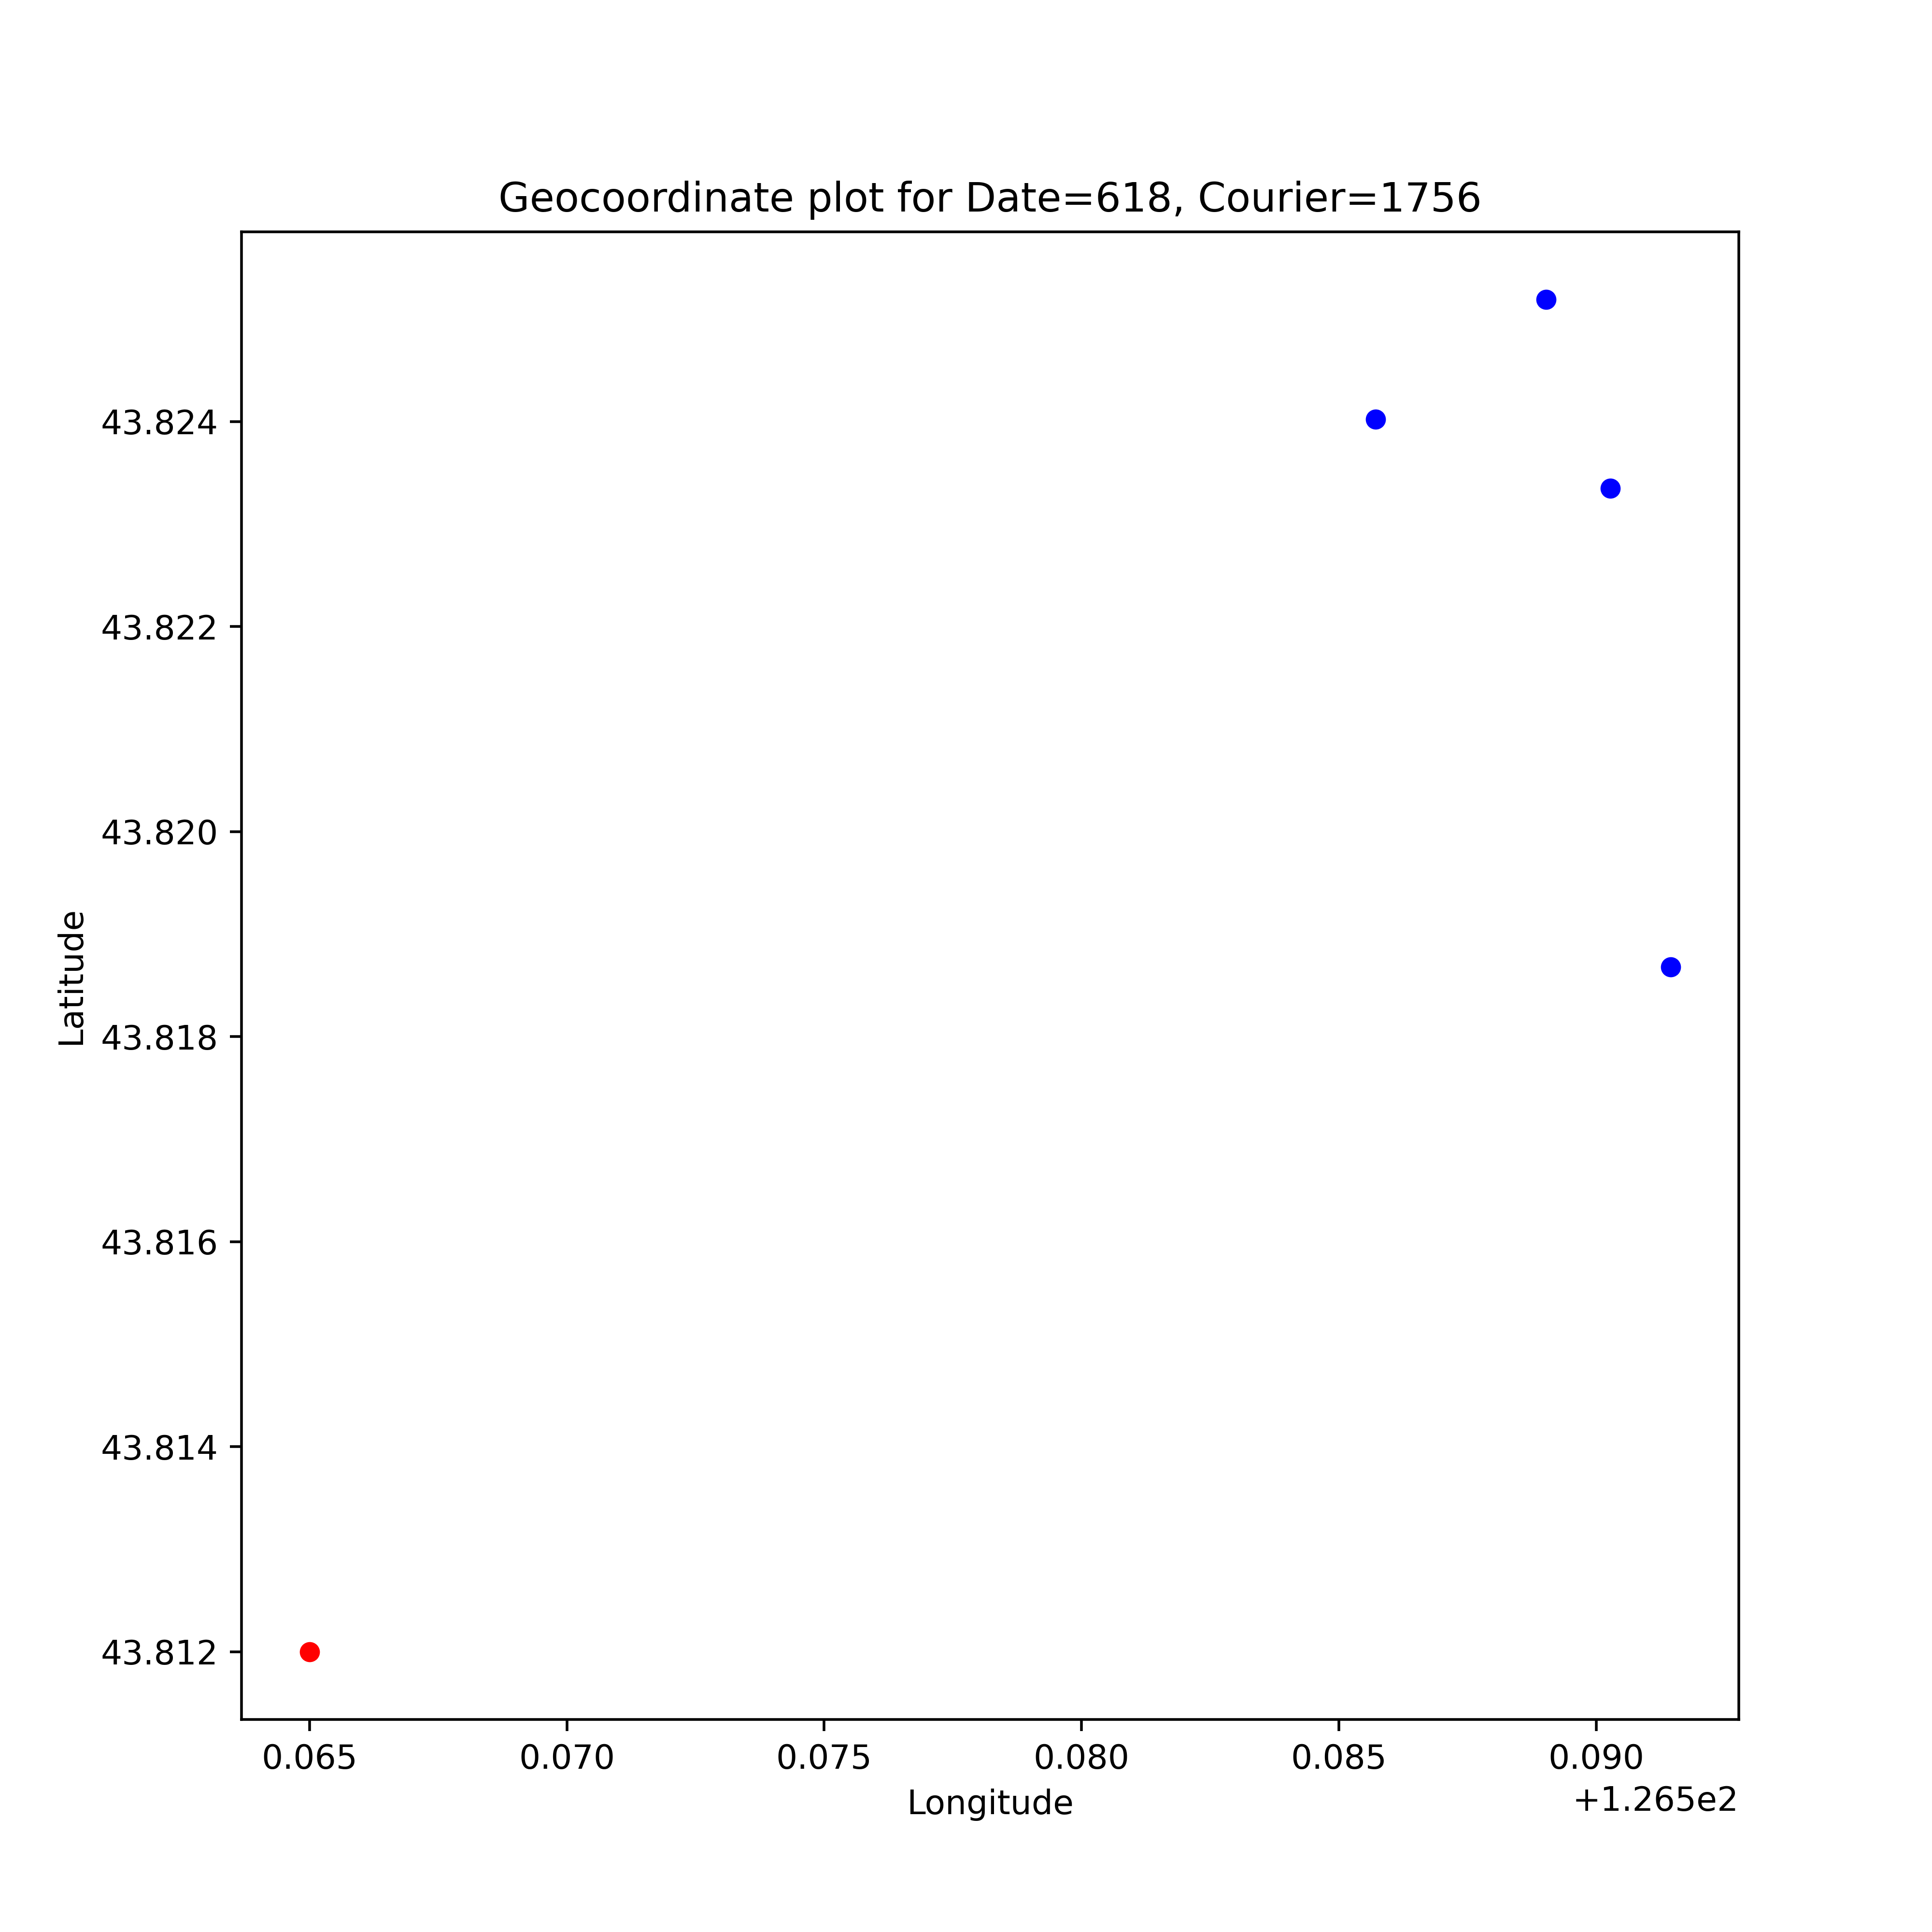 Geocoordinate plot for Date=618, Courier=1756
43.824
43.822
43.820
43.818
43.816
43.814
43.812
Latitude
0.065 0.070 0.075 0.080 0.085 0.090
+1.265e2
Longitude